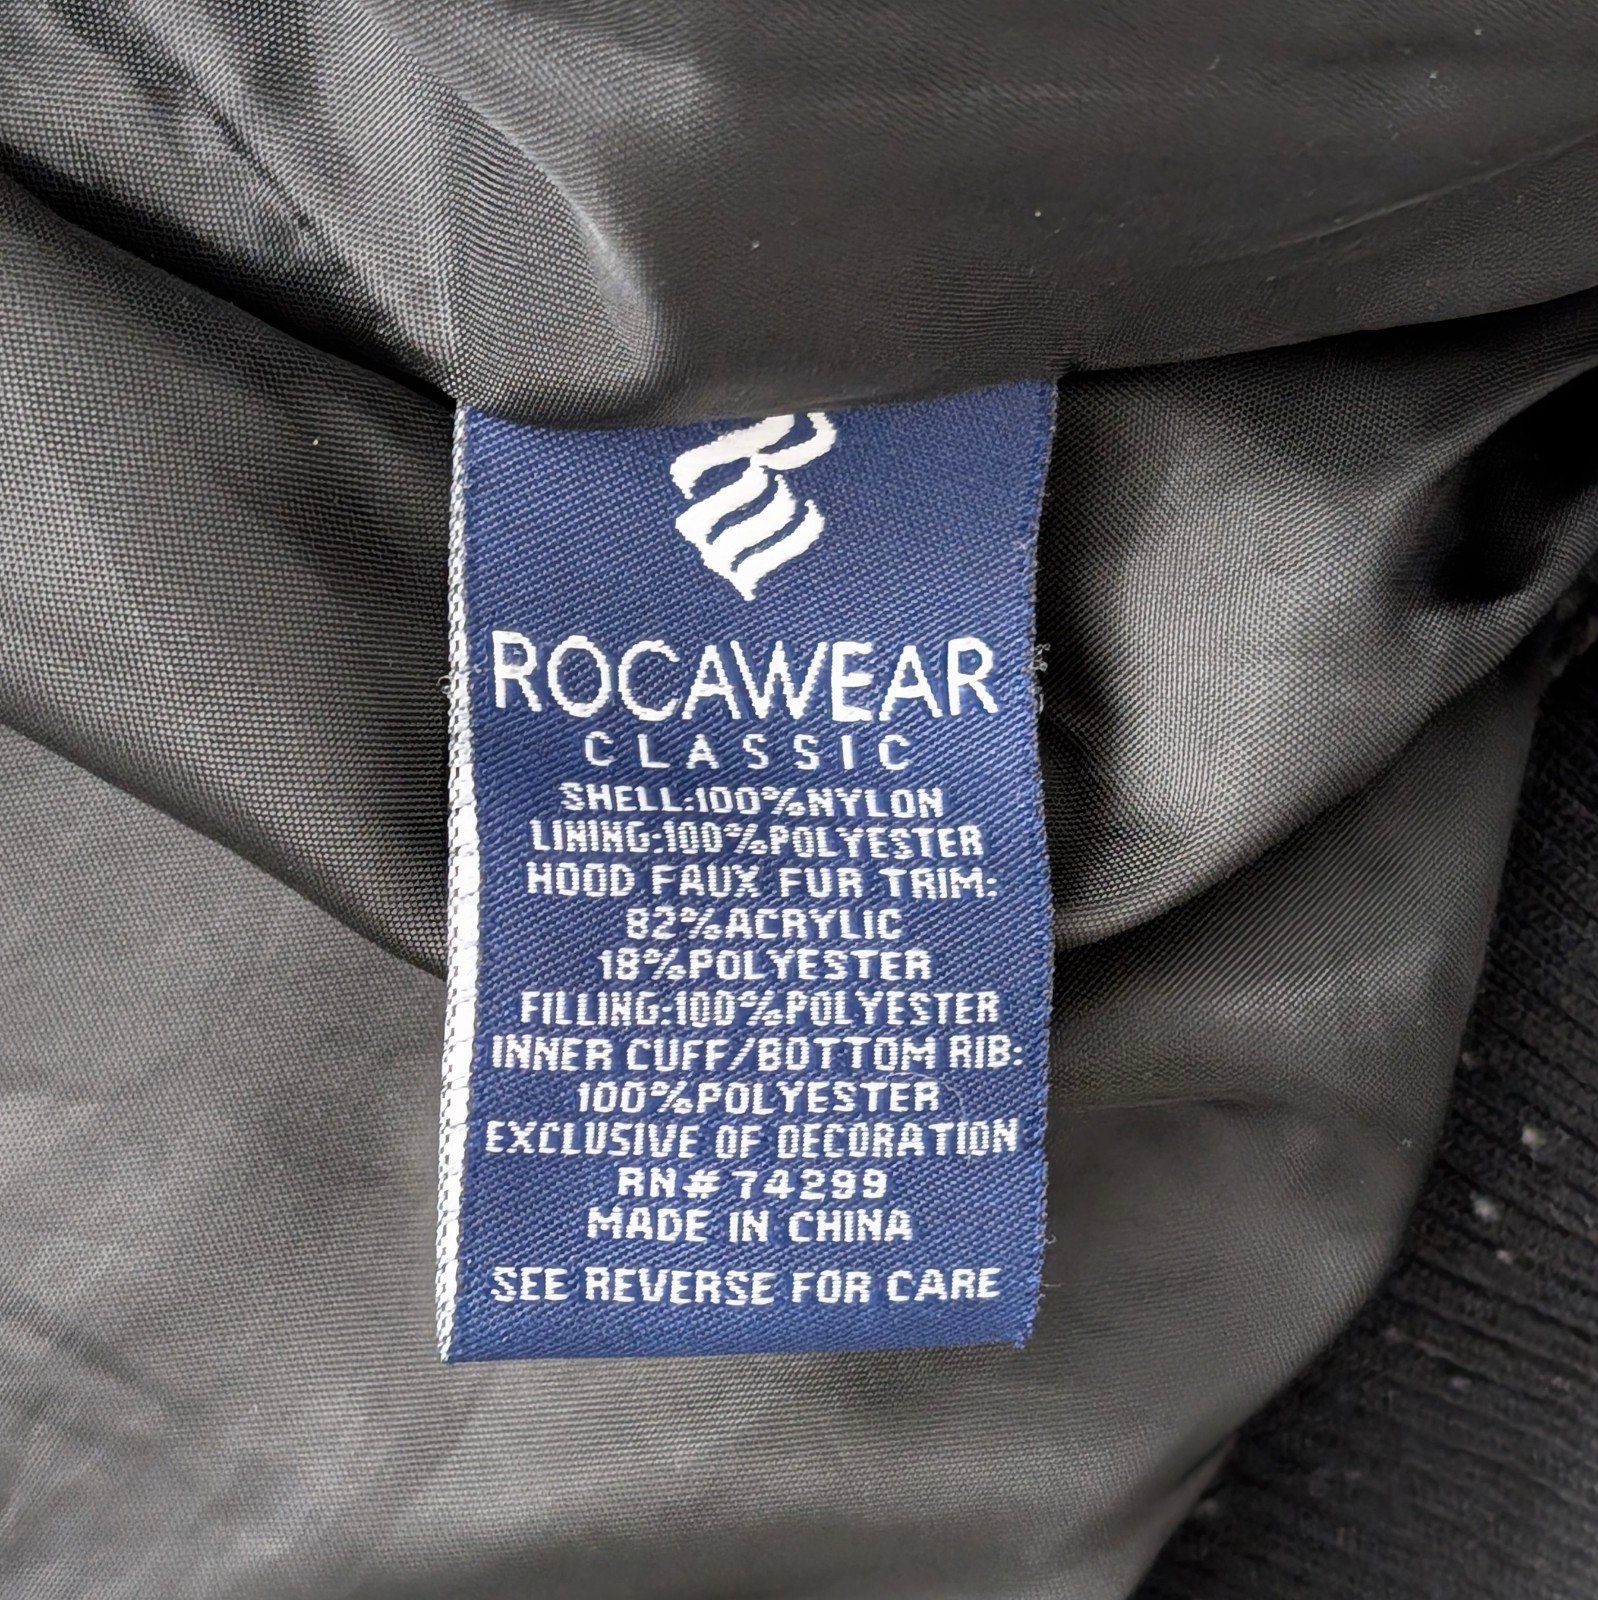 ROCAWEAR
CLASSIC
SHELL:100%NYLON
LINING:100%POLYESTER
HOOD FAUX FUR TRIM:
82%ACRYLIC
18%POLYESTER
FILLING:100%POLYESTER
INNER CUFF/BOTTOM RIB:
100%POLYESTER
EXCLUSIVE OF DECORATION
RN# 74299
MADE IN CHINA
SEE REVERSE FOR CARE